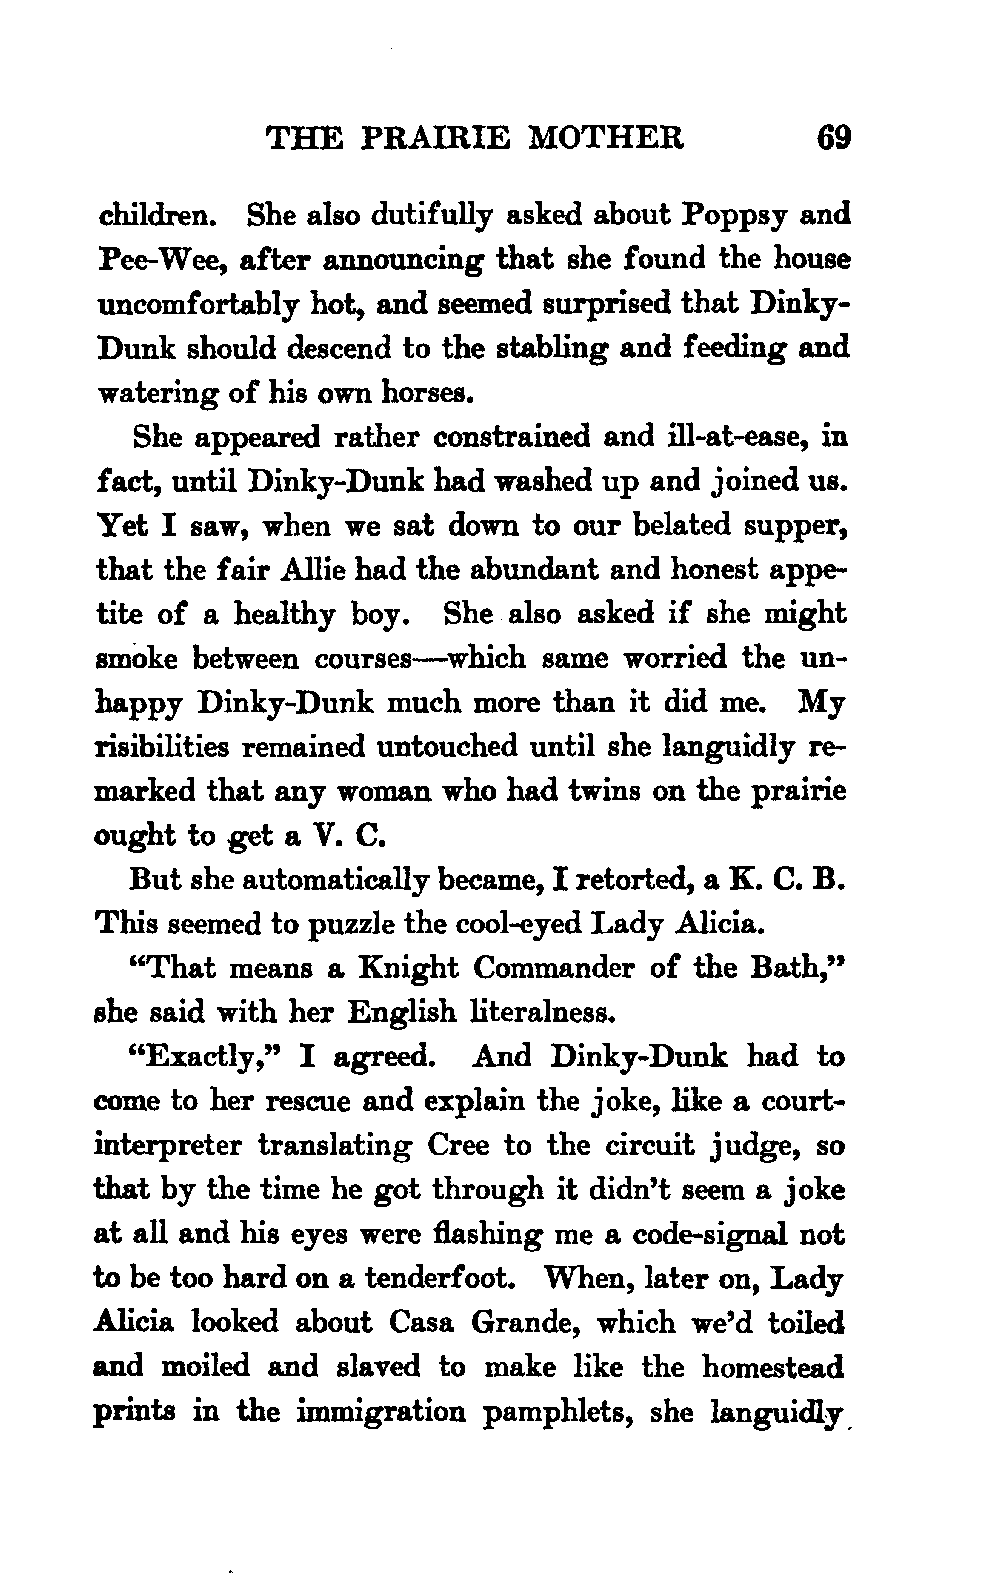 THE PRAIRIE MOTHER 69
children. She also dutifully asked about Poppsy and
Pee-Wee, after announcing that she found the house
uncomfortably hot, and seemed surprised that Dinky-
Dunk should descend to the stabling and feeding and
watering of his own horses.
She appeared rather constrained and ill-at-ease, in
fact, until Dinky-Dunk had washed up and joined us.
Yet I saw, when we sat down to our belated supper,
that the fair Allie had the abundant and honest appe-
tite of a healthy boy. She also asked if she might
smoke between courses—which same worried the un-
happy Dinky-Dunk much more than it did me. My
risibilities remained untouched until she languidly re-
marked that any woman who had twins on the prairie
ought to get a V. C.
But she automatically became, I retorted, a K. C. B.
This seemed to puzzle the cool-eyed Lady Alicia.
“That means a Knight Commander of the Bath,”
she said with her English literalness.
“Exactly,” I agreed. And Dinky-Dunk had to
come to her rescue and explain the joke, like a court-
interpreter translating Cree to the circuit judge, so
that by the time he got through it didn’t seem a joke
at all and his eyes were flashing me a code-signal not
to be too hard on a tenderfoot. When, later on, Lady
Alicia looked about Casa Grande, which we’d toiled
and moiled and slaved to make like the homestead
prints in the immigration pamphlets, she languidly